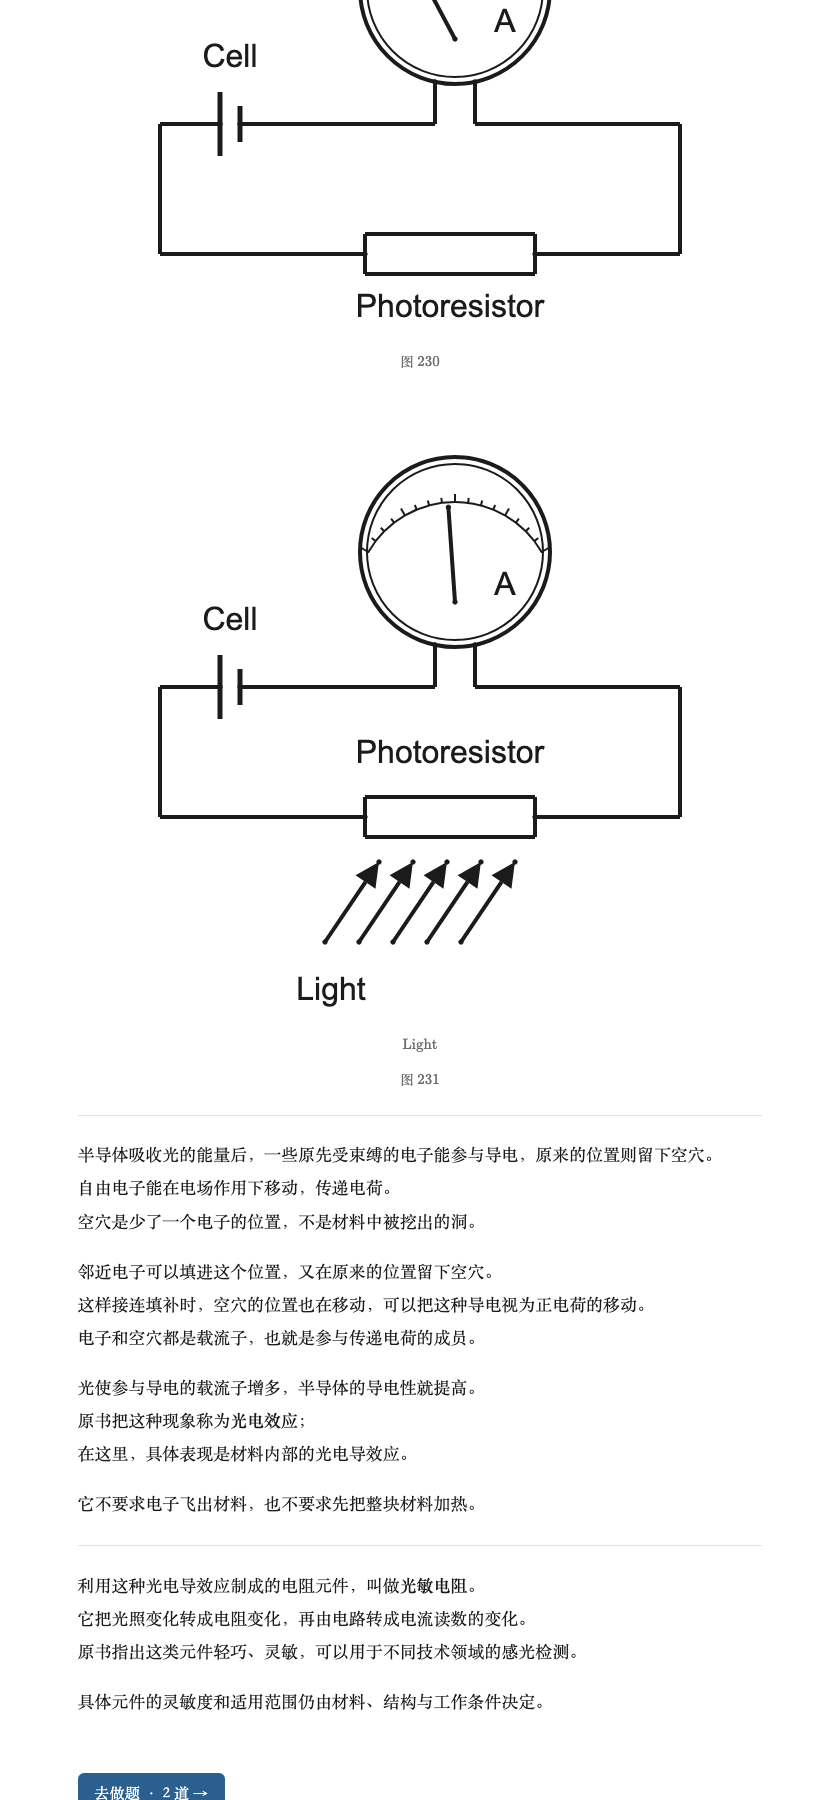 A
Cell
Photoresistor
图 230
A
Cell
Photoresistor
Light
Light
图 231
半导体吸收光的能量后，一些原先受束缚的电子能参与导电，原来的位置则留下空穴。
自由电子能在电场作用下移动，传递电荷。
空穴是少了一个电子的位置，不是材料中被挖出的洞。
邻近电子可以填进这个位置，又在原来的位置留下空穴。
这样接连填补时，空穴的位置也在移动，可以把这种导电视为正电荷的移动。
电子和空穴都是载流子，也就是参与传递电荷的成员。
光使参与导电的载流子增多，半导体的导电性就提高。
原书把这种现象称为光电效应；
在这里，具体表现是材料内部的光电导效应。
它不要求电子飞出材料，也不要求先把整块材料加热。
利用这种光电导效应制成的电阻元件，叫做光敏电阻。
它把光照变化转成电阻变化，再由电路转成电流读数的变化。
原书指出这类元件轻巧、灵敏，可以用于不同技术领域的感光检测。
具体元件的灵敏度和适用范围仍由材料、结构与工作条件决定。
去做题 · 2 道 →